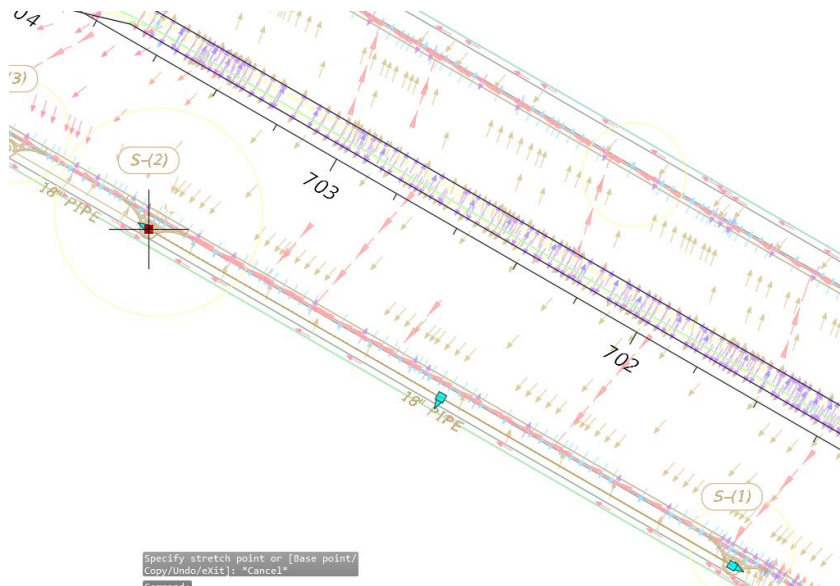 04
(3)
S-(2)
703
18" PIPE
702
18" PIPE
S-(1)
Specify stretch point or [Base point/
Copy/Undo/eXit]: *Cancel*